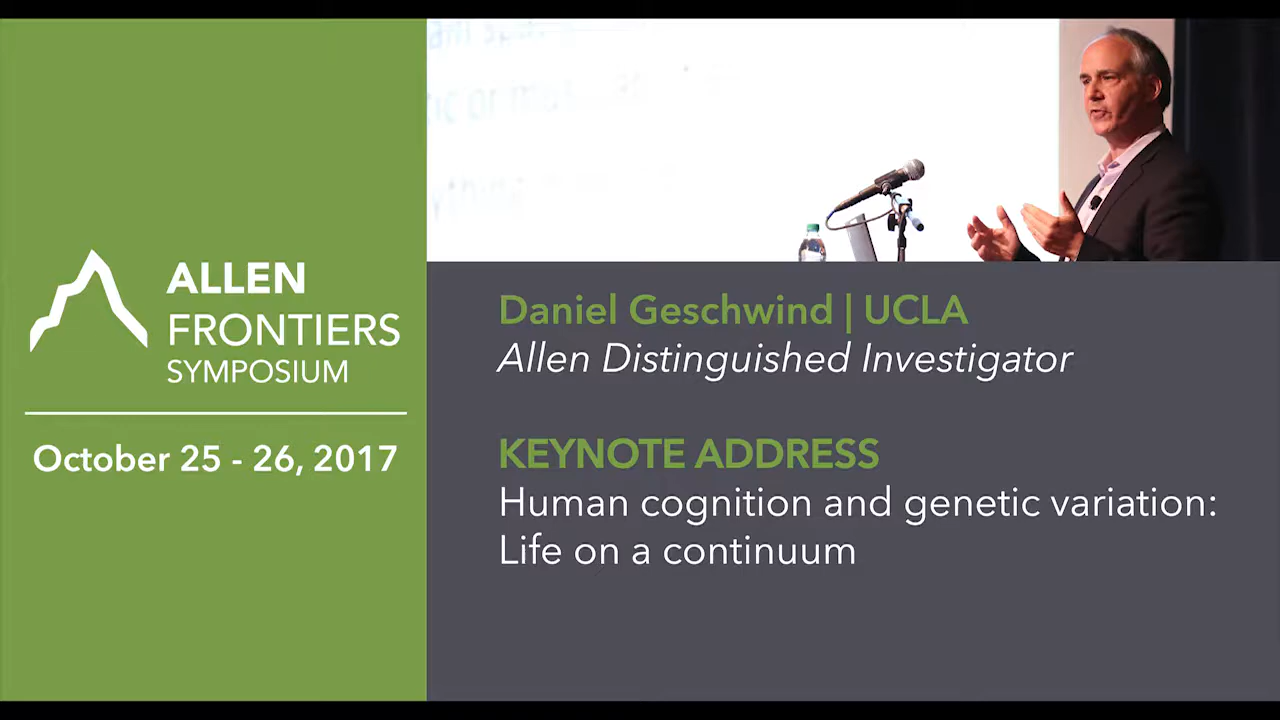 ALLEN
FRONTIERS
SYMPOSIUM
October 25 - 26, 2017
Daniel Geschwind | UCLA
Allen Distinguished Investigator
KEYNOTE ADDRESS
Human cognition and genetic variation:
Life on a continuum